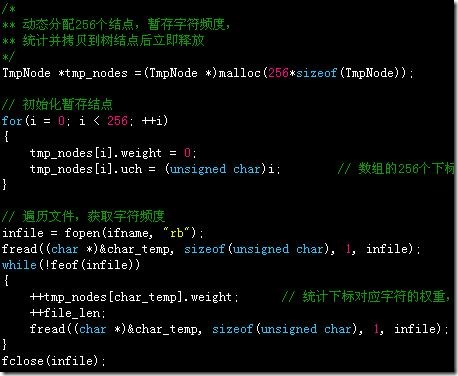 /*
** 动态分配256个结点，暂存字符频度，
** 统计并拷贝到树结点后立即释放
*/
TmpNode *tmp_nodes =(TmpNode *)malloc(256*sizeof(TmpNode));
// 初始化暂存结点
for(i = 0; i < 256; ++i)
{
tmp_nodes[i].weight = 0;
tmp_nodes[i].uch = (unsigned char)i; // 数组的256个下标
}
// 遍历文件，获取字符频度
infile = fopen(ifname, "rb");
fread((char *)&char_temp, sizeof(unsigned char), 1, infile);
while(!feof(infile))
{
++tmp_nodes[char_temp].weight; // 统计下标对应字符的权重，
++file_len;
fread((char *)&char_temp, sizeof(unsigned char), 1, infile);
}
fclose(infile);